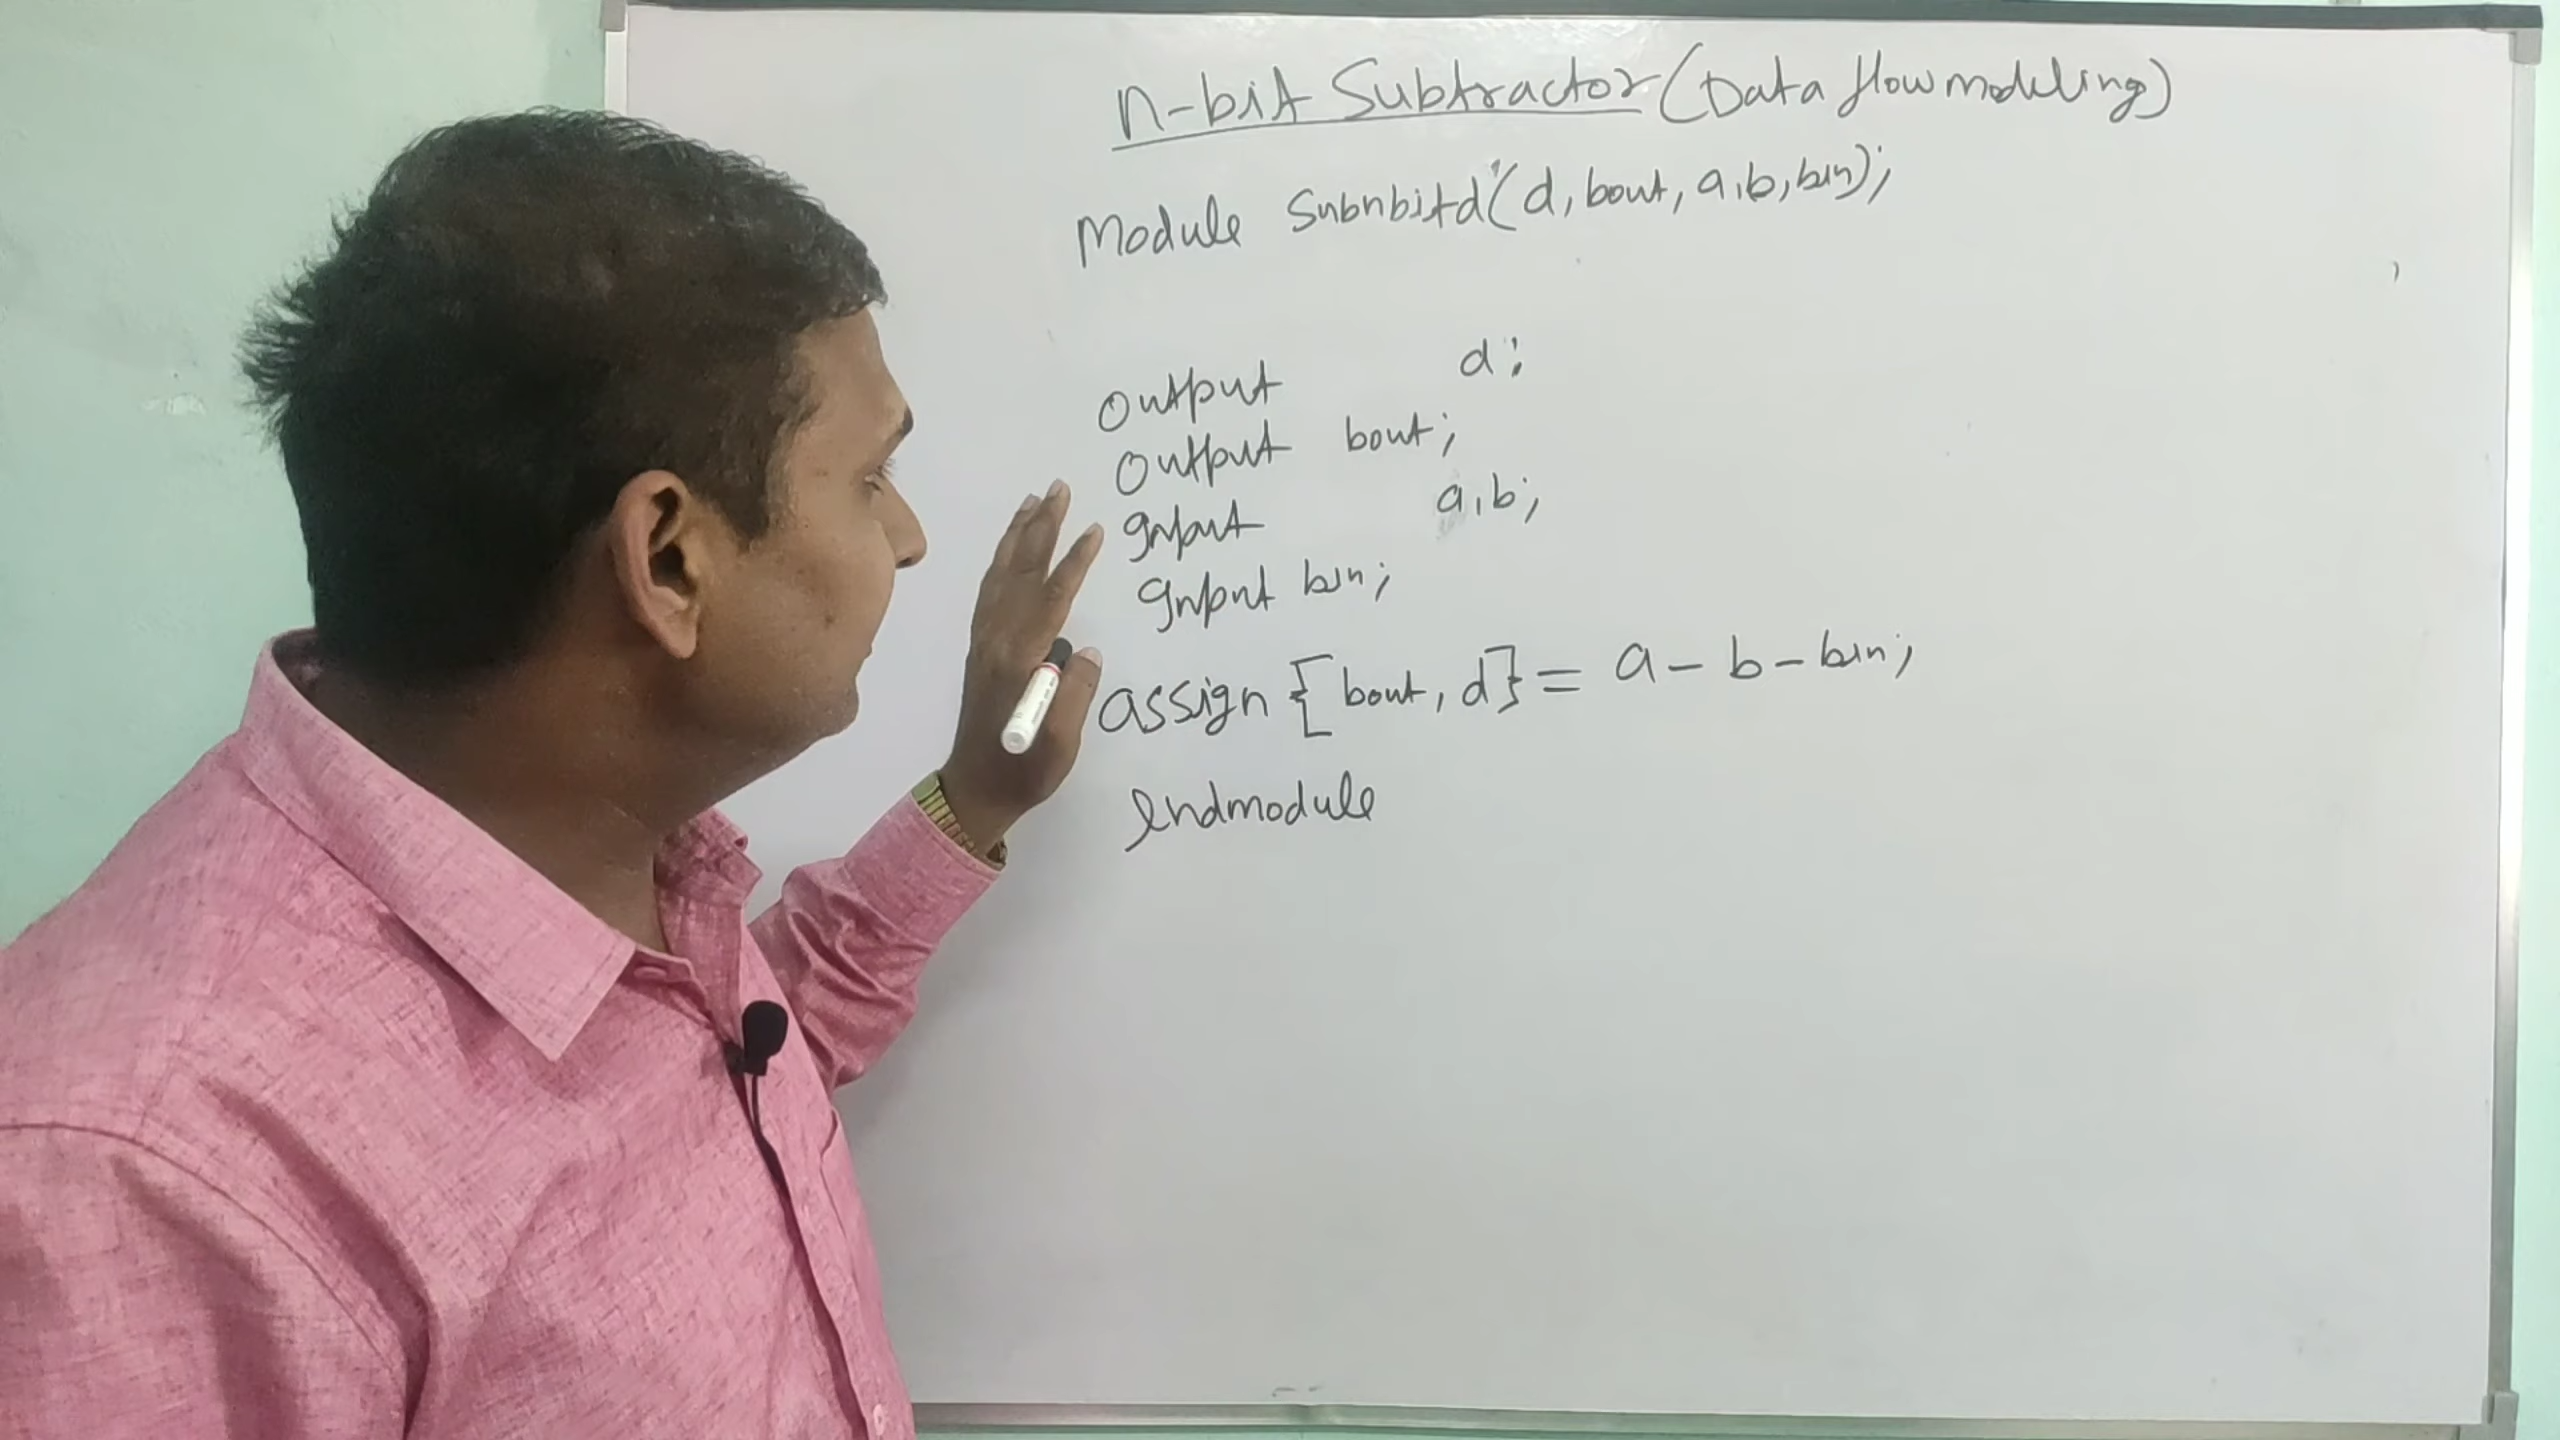 n-bit Subtractor (Data flow modeling)
Module Subnbitd (d, bout, a, b, bin);
Output d;
Output bout;
Input a, b;
Input bin;
assign {bout, d} = a - b - bin;
endmodule